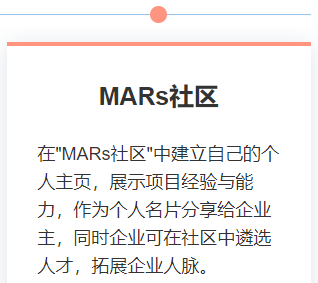 MARs社区
在"MARs社区"中建立自己的个
人主页，展示项目经验与能
力，作为个人名片分享给企业
主，同时企业可在社区中遴选
人才，拓展企业人脉。